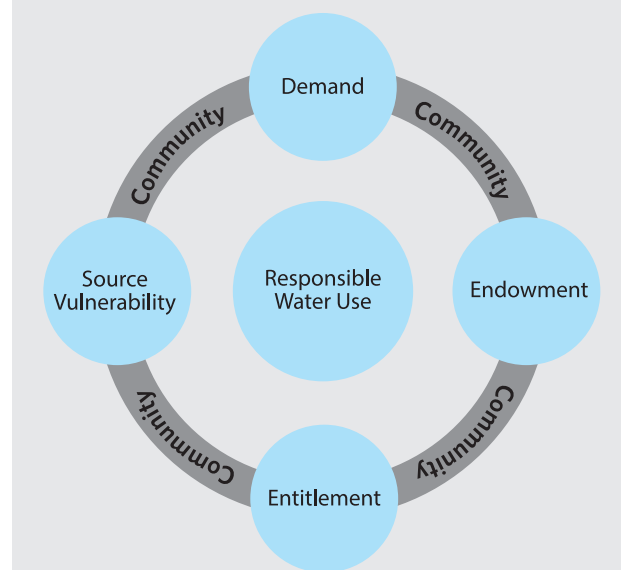 Demand
Community
Community
Source
Vulnerability
Responsible
Water Use
Endowment
Community
Community
Entitlement